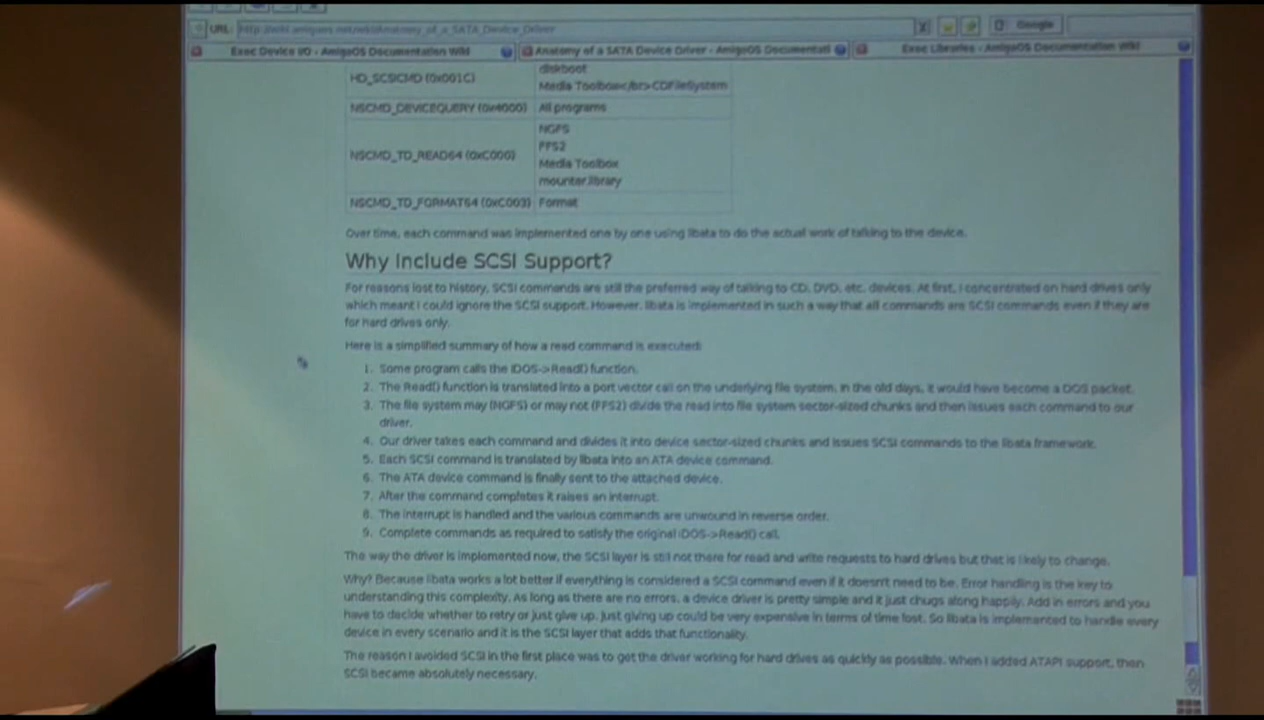 URL: http://wiki.amigaos.net/wiki/Anatomy_of_a_SATA_Device_Driver
Google
Exec Device I/O - AmigaOS Documentation Wiki
Anatomy of a SATA Device Driver - AmigaOS Documentati
Exec Libraries - AmigaOS Documentation Wiki
diskboot
HD_SCSICMD (0x001C)
Media Toolbox</br>CDFileSystem
NSCMD_DEVICEQUERY (0x4000) All programs
NGFS
FFS2
NSCMD_TD_READ64 (0xC000)
Media Toolbox
mounter.library
NSCMD_TD_FORMAT64 (0xC003) Format
Over time, each command was implemented one by one using libata to do the actual work of talking to the device.
Why Include SCSI Support?
For reasons lost to history, SCSI commands are still the preferred way of talking to CD, DVD, etc. devices. At first, I concentrated on hard drives only
which meant I could ignore the SCSI support. However, libata is implemented in such a way that all commands are SCSI commands even if they are
for hard drives only.
Here is a simplified summary of how a read command is executed:
1. Some program calls the IDOS->Read() function.
2. The Read() function is translated into a port vector call on the underlying file system. In the old days, it would have become a DOS packet.
3. The file system may (NGFS) or may not (FFS2) divide the read into file system sector-sized chunks and then issues each command to our
driver.
4. Our driver takes each command and divides it into device sector-sized chunks and issues SCSI commands to the libata framework.
5. Each SCSI command is translated by libata into an ATA device command.
6. The ATA device command is finally sent to the attached device.
7. After the command completes it raises an interrupt.
8. The interrupt is handled and the various commands are unwound in reverse order.
9. Complete commands as required to satisfy the original IDOS->Read() call.
The way the driver is implemented now, the SCSI layer is still not there for read and write requests to hard drives but that is likely to change.
Why? Because libata works a lot better if everything is considered a SCSI command even if it doesn't need to be. Error handling is the key to
understanding this complexity. As long as there are no errors, a device driver is pretty simple and it just chugs along happily. Add in errors and you
have to decide whether to retry or just give up. Just giving up could be very expensive in terms of time lost. So libata is implemented to handle every
device in every scenario and it is the SCSI layer that adds that functionality.
The reason I avoided SCSI in the first place was to get the driver working for hard drives as quickly as possible. When I added ATAPI support, then
SCSI became absolutely necessary.